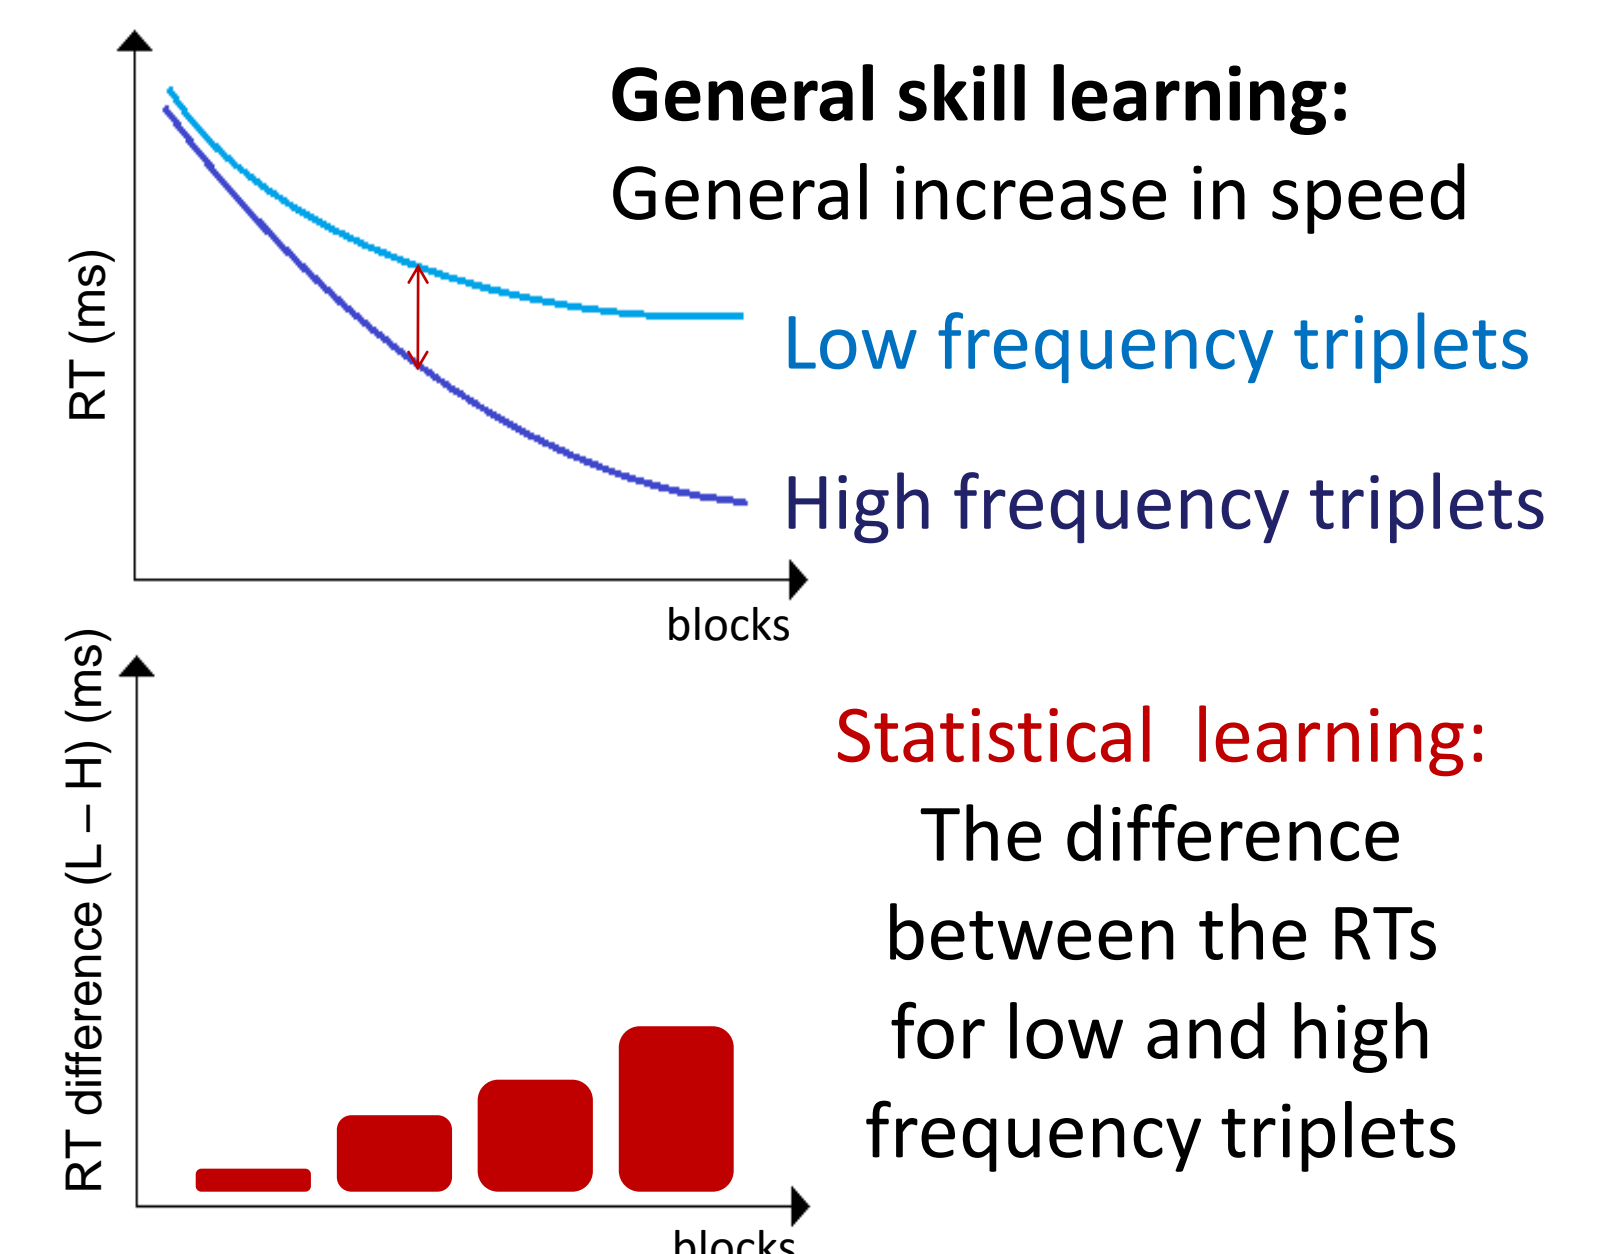 General skill learning:
General increase in speed
RT (ms)
Low frequency triplets
High frequency triplets
blocks
RT difference (L – H) (ms)
Statistical  learning:
The difference
between the RTs
for low and high
frequency triplets
blocks